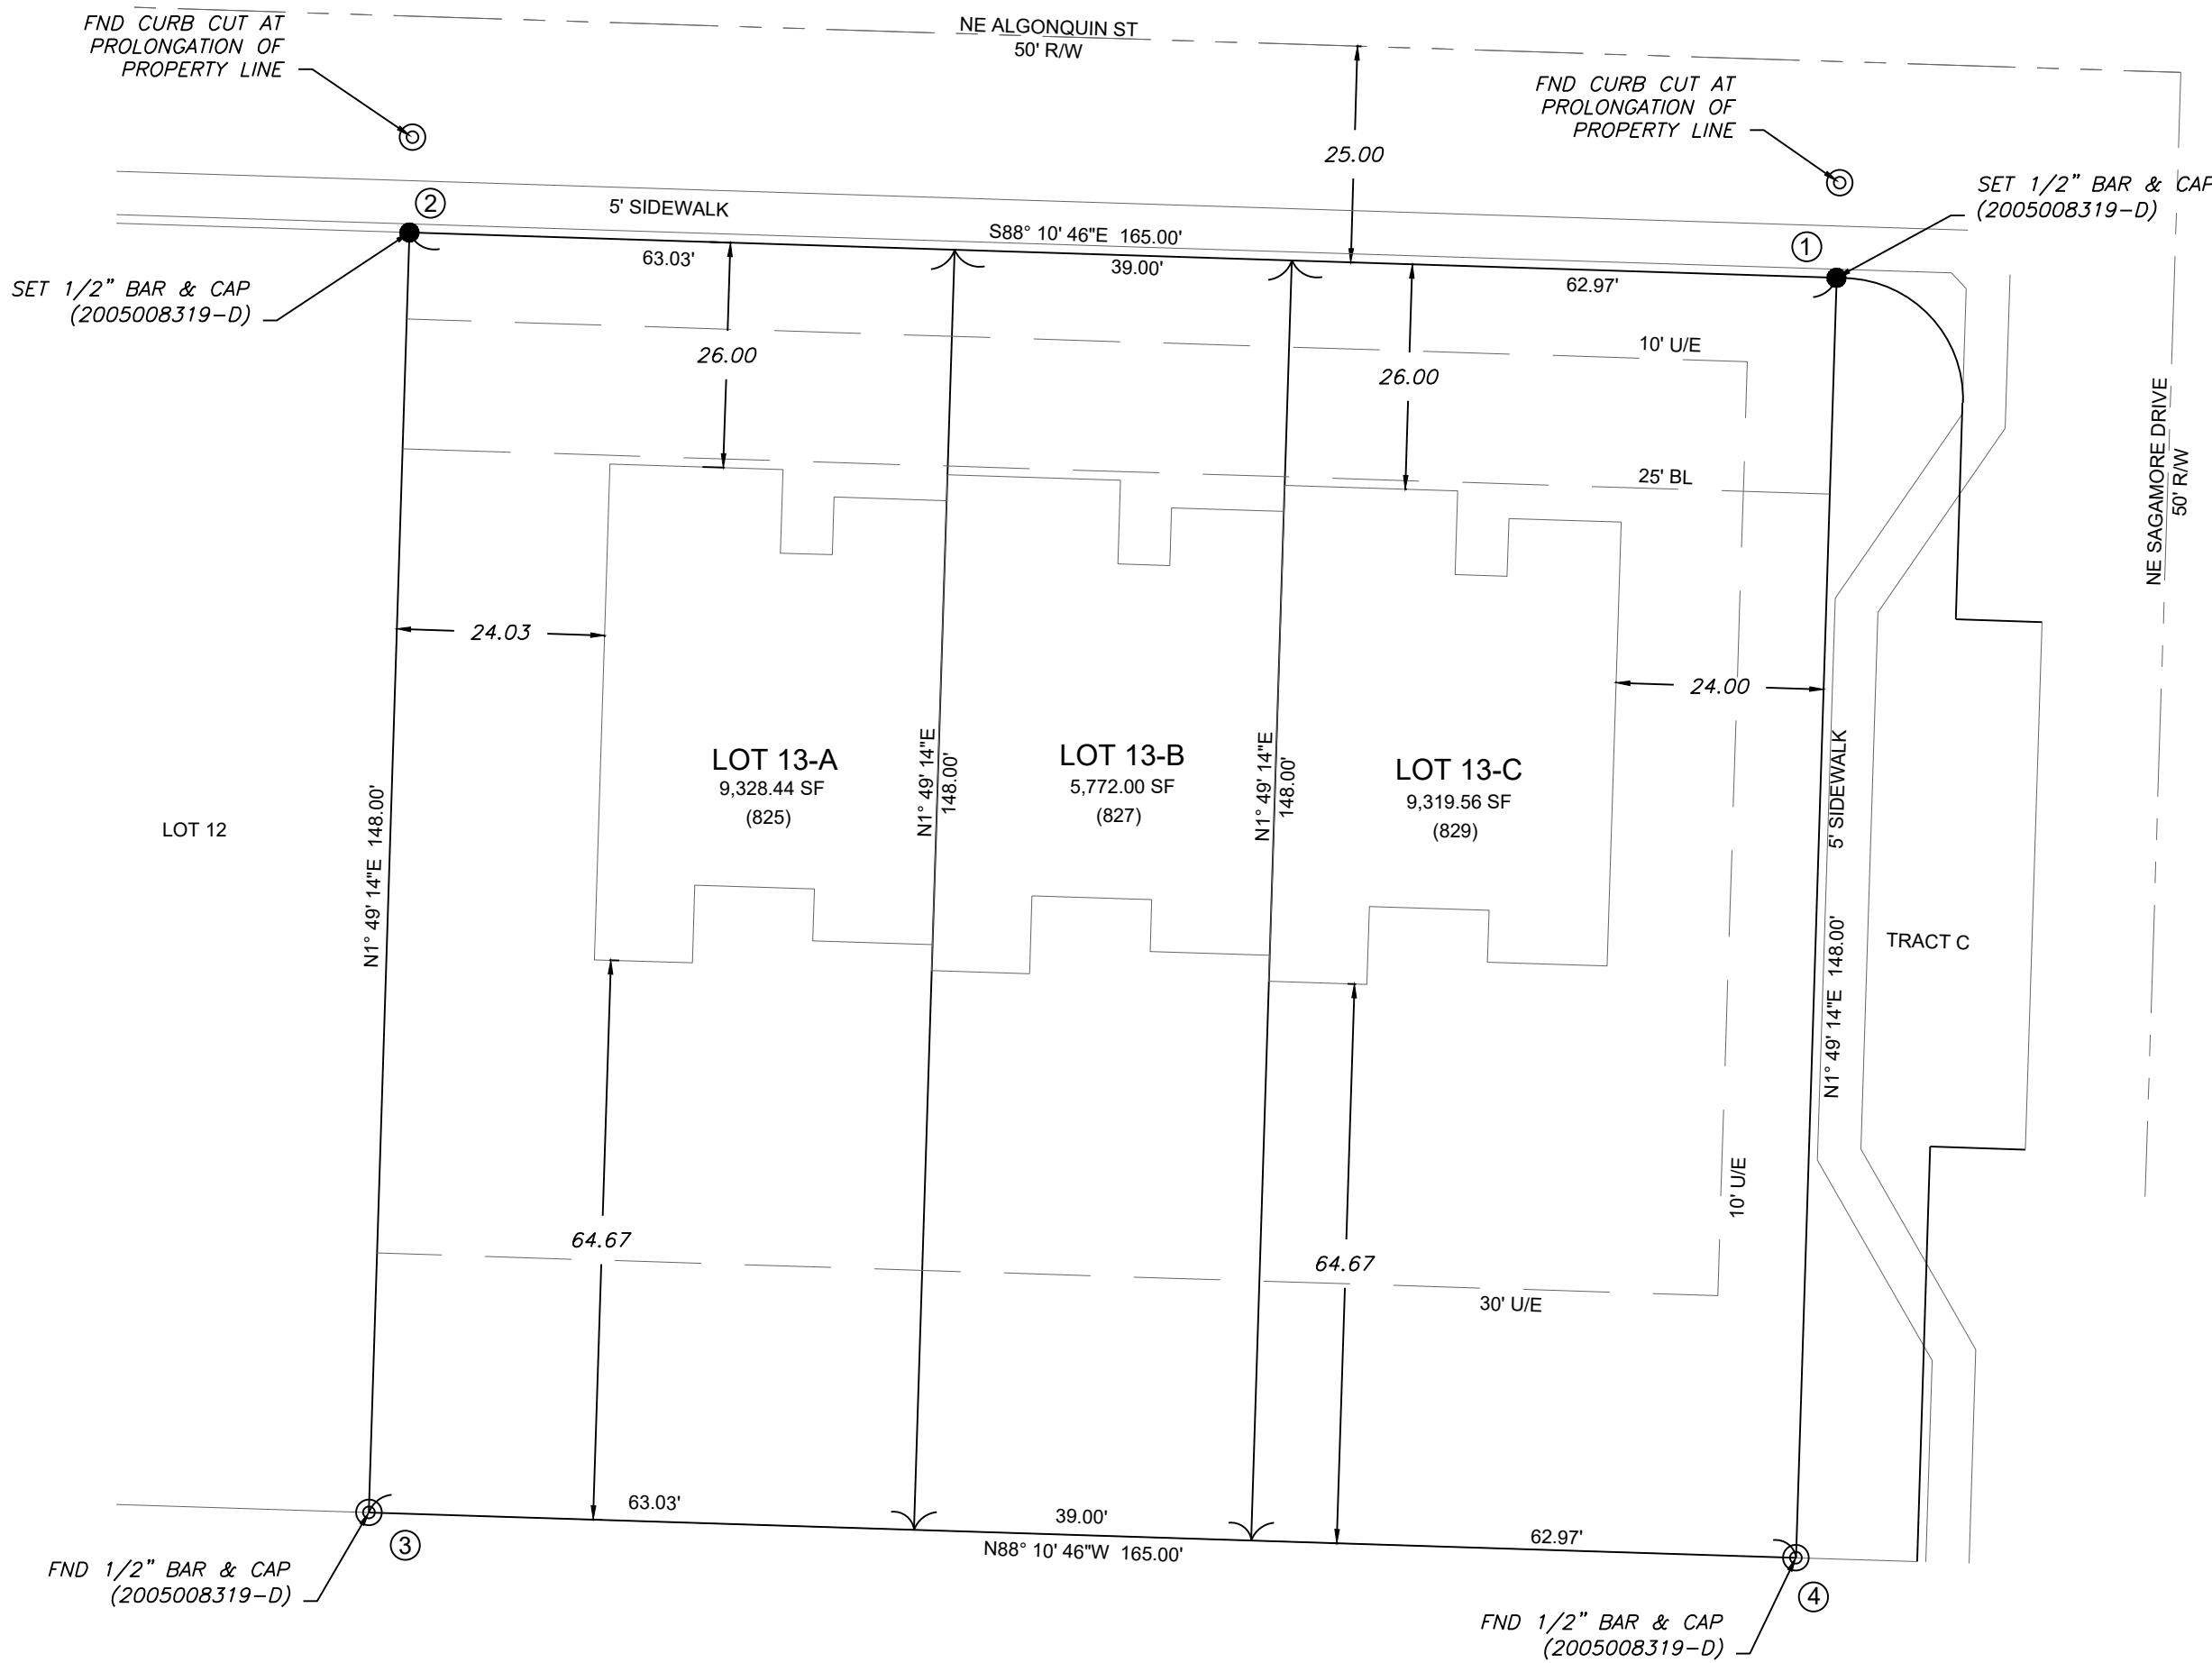 FND CURB CUT AT
PROLONGATION OF
PROPERTY LINE
NE ALGONQUIN ST
50' R/W
FND CURB CUT AT
PROLONGATION OF
PROPERTY LINE
25.00
SET 1/2" BAR & CAP
(2005008319-D)
2
5' SIDEWALK
S88° 10' 46"E 165.00'
1
63.03'
39.00'
62.97'
SET 1/2" BAR & CAP
(2005008319-D)
26.00
26.00
10' U/E
25' BL
NE SAGAMORE DRIVE
50' R/W
24.03
24.00
LOT 13-A
9,328.44 SF
(825)
LOT 13-B
5,772.00 SF
(827)
LOT 13-C
9,319.56 SF
(829)
N1° 49' 14"E
148.00'
N1° 49' 14"E
148.00'
LOT 12
N1° 49' 14"E 148.00'
5' SIDEWALK
N1° 49' 14"E 148.00'
TRACT C
10' U/E
64.67
64.67
30' U/E
63.03'
39.00'
62.97'
3
N88° 10' 46"W 165.00'
FND 1/2" BAR & CAP
(2005008319-D)
4
FND 1/2" BAR & CAP
(2005008319-D)